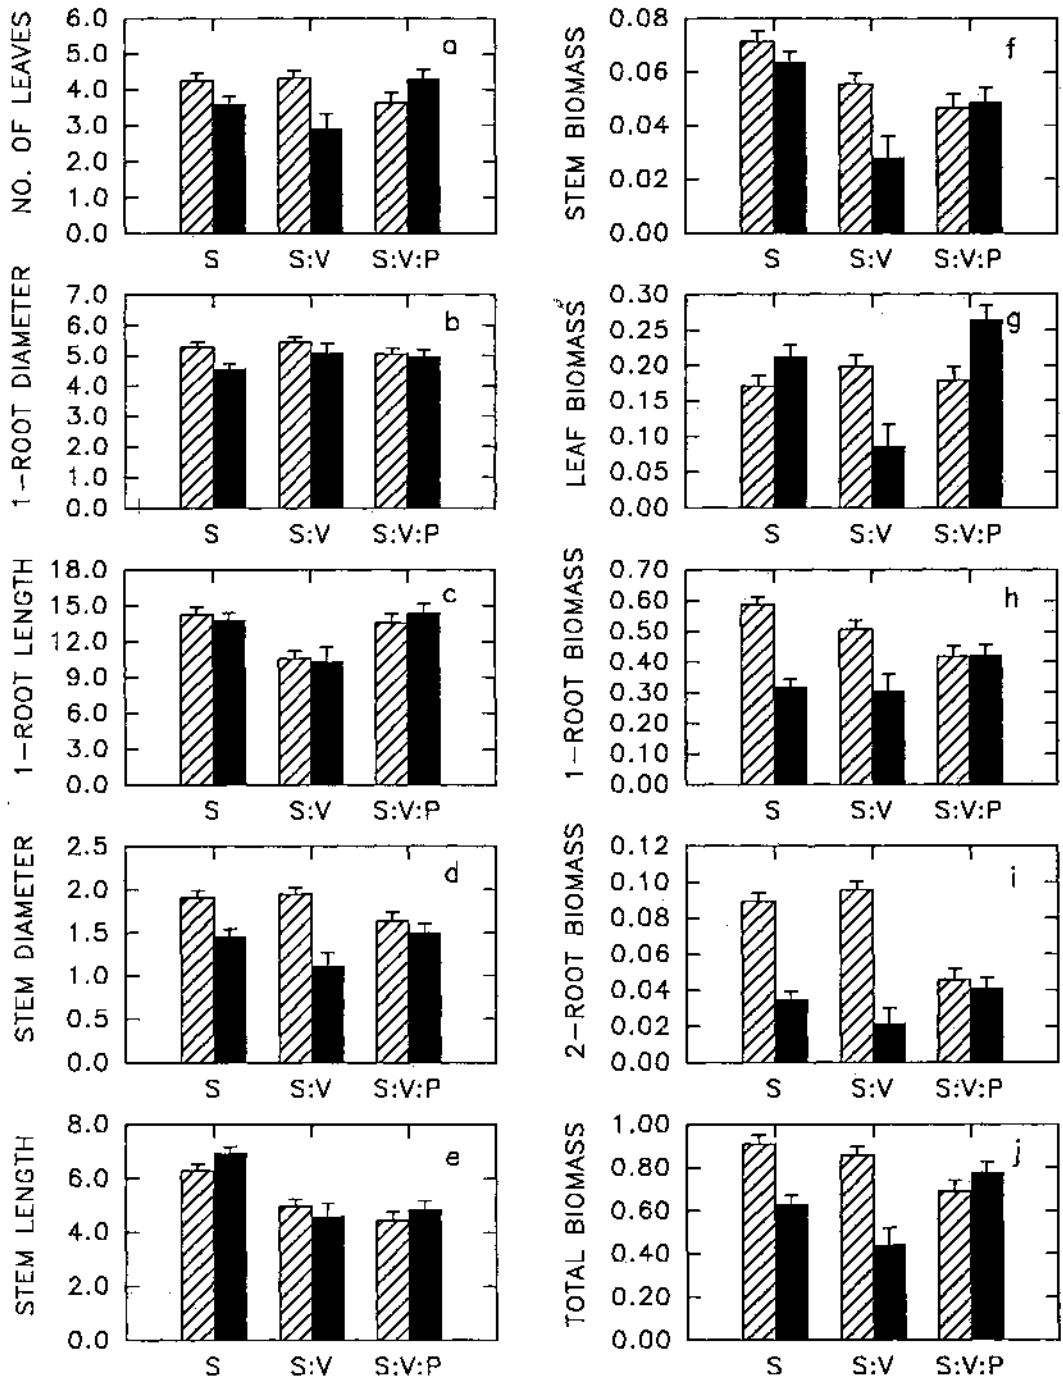 NO. OF LEAVES
6.0
5.0
4.0
3.0
2.0
1.0
0.0
a
S S:V S:V:P
1-ROOT DIAMETER
7.0
6.0
5.0
4.0
3.0
2.0
1.0
0.0
b
S S:V S:V:P
1-ROOT LENGTH
18.0
15.0
12.0
9.0
6.0
3.0
0.0
c
S S:V S:V:P
STEM DIAMETER
2.5
2.0
1.5
1.0
0.5
0.0
d
S S:V S:V:P
STEM LENGTH
8.0
6.0
4.0
2.0
0.0
e
S S:V S:V:P
STEM BIOMASS
0.08
0.06
0.04
0.02
0.00
f
S S:V S:V:P
LEAF BIOMASS
0.30
0.25
0.20
0.15
0.10
0.05
0.00
g
S S:V S:V:P
1-ROOT BIOMASS
0.70
0.60
0.50
0.40
0.30
0.20
0.10
0.00
h
S S:V S:V:P
2-ROOT BIOMASS
0.12
0.10
0.08
0.06
0.04
0.02
0.00
i
S S:V S:V:P
TOTAL BIOMASS
1.00
0.80
0.60
0.40
0.20
0.00
j
S S:V S:V:P